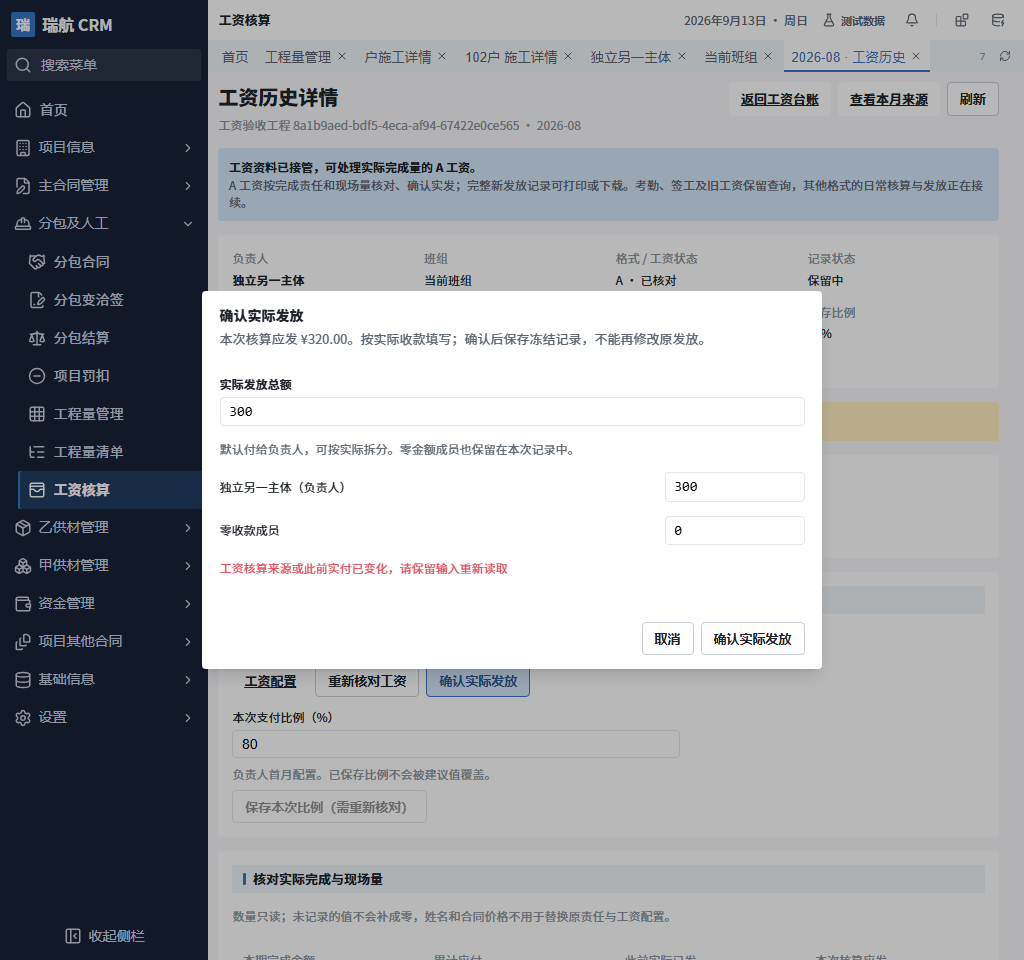 瑞 瑞航 CRM
搜索菜单
首页
项目信息
主合同管理
分包及人工
分包合同
分包变洽签
分包结算
项目罚扣
工程量管理
工程量清单
工资核算
乙供材管理
甲供材管理
资金管理
项目其他合同
基础信息
设置
收起侧栏
工资核算
2026年9月13日 · 周日 测试数据
首页 工程量管理 × 户施工详情 × 102户 施工详情 × 独立另一主体 × 当前班组 × 2026-08 · 工资历史 × 7
工资历史详情
返回工资台账 查看本月来源 刷新
工资验收工程 8a1b9aed-bdf5-4eca-af94-67422e0ce565 · 2026-08
工资资料已接管，可处理实际完成量的 A 工资。
A 工资按完成责任和现场量核对、确认实发；完整新发放记录可打印或下载。考勤、签工及旧工资保留查询，其他格式的日常核算与发放正在接
续。
负责人 班组 格式 / 工资状态 记录状态
独立另一主体 当前班组 A · 已核对 保留中
存比例
%
确认实际发放
本次核算应发 ¥320.00。按实际收款填写；确认后保存冻结记录，不能再修改原发放。
实际发放总额
300
默认付给负责人，可按实际拆分。零金额成员也保留在本次记录中。
独立另一主体（负责人） 300
零收款成员 0
工资核算来源或此前实付已变化，请保留输入重新读取
取消 确认实际发放
工资配置 重新核对工资 确认实际发放
本次支付比例（%）
80
负责人首月配置。已保存比例不会被建议值覆盖。
保存本次比例（需重新核对）
核对实际完成与现场量
数量只读；未记录的值不会补成零，姓名和合同价格不用于替换原责任与工资配置。
本期完成金额 累计应付 此前实际已发 本次核算应发